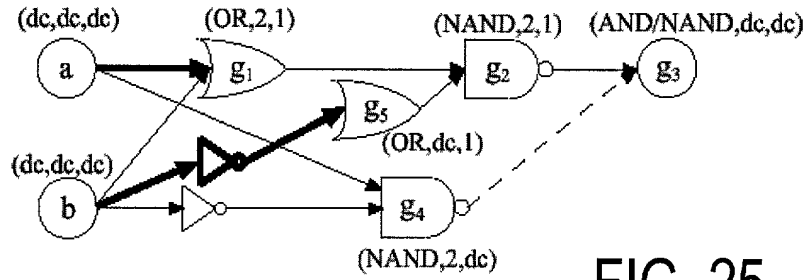 (dc,dc,dc)
(OR,2,1)
(NAND,2,1)
(AND/NAND,dc,dc)
a
g₁
g₂
g₃
g₅
(OR,dc,1)
(dc,dc,dc)
b
g₄
(NAND,2,dc)
FIG. 25